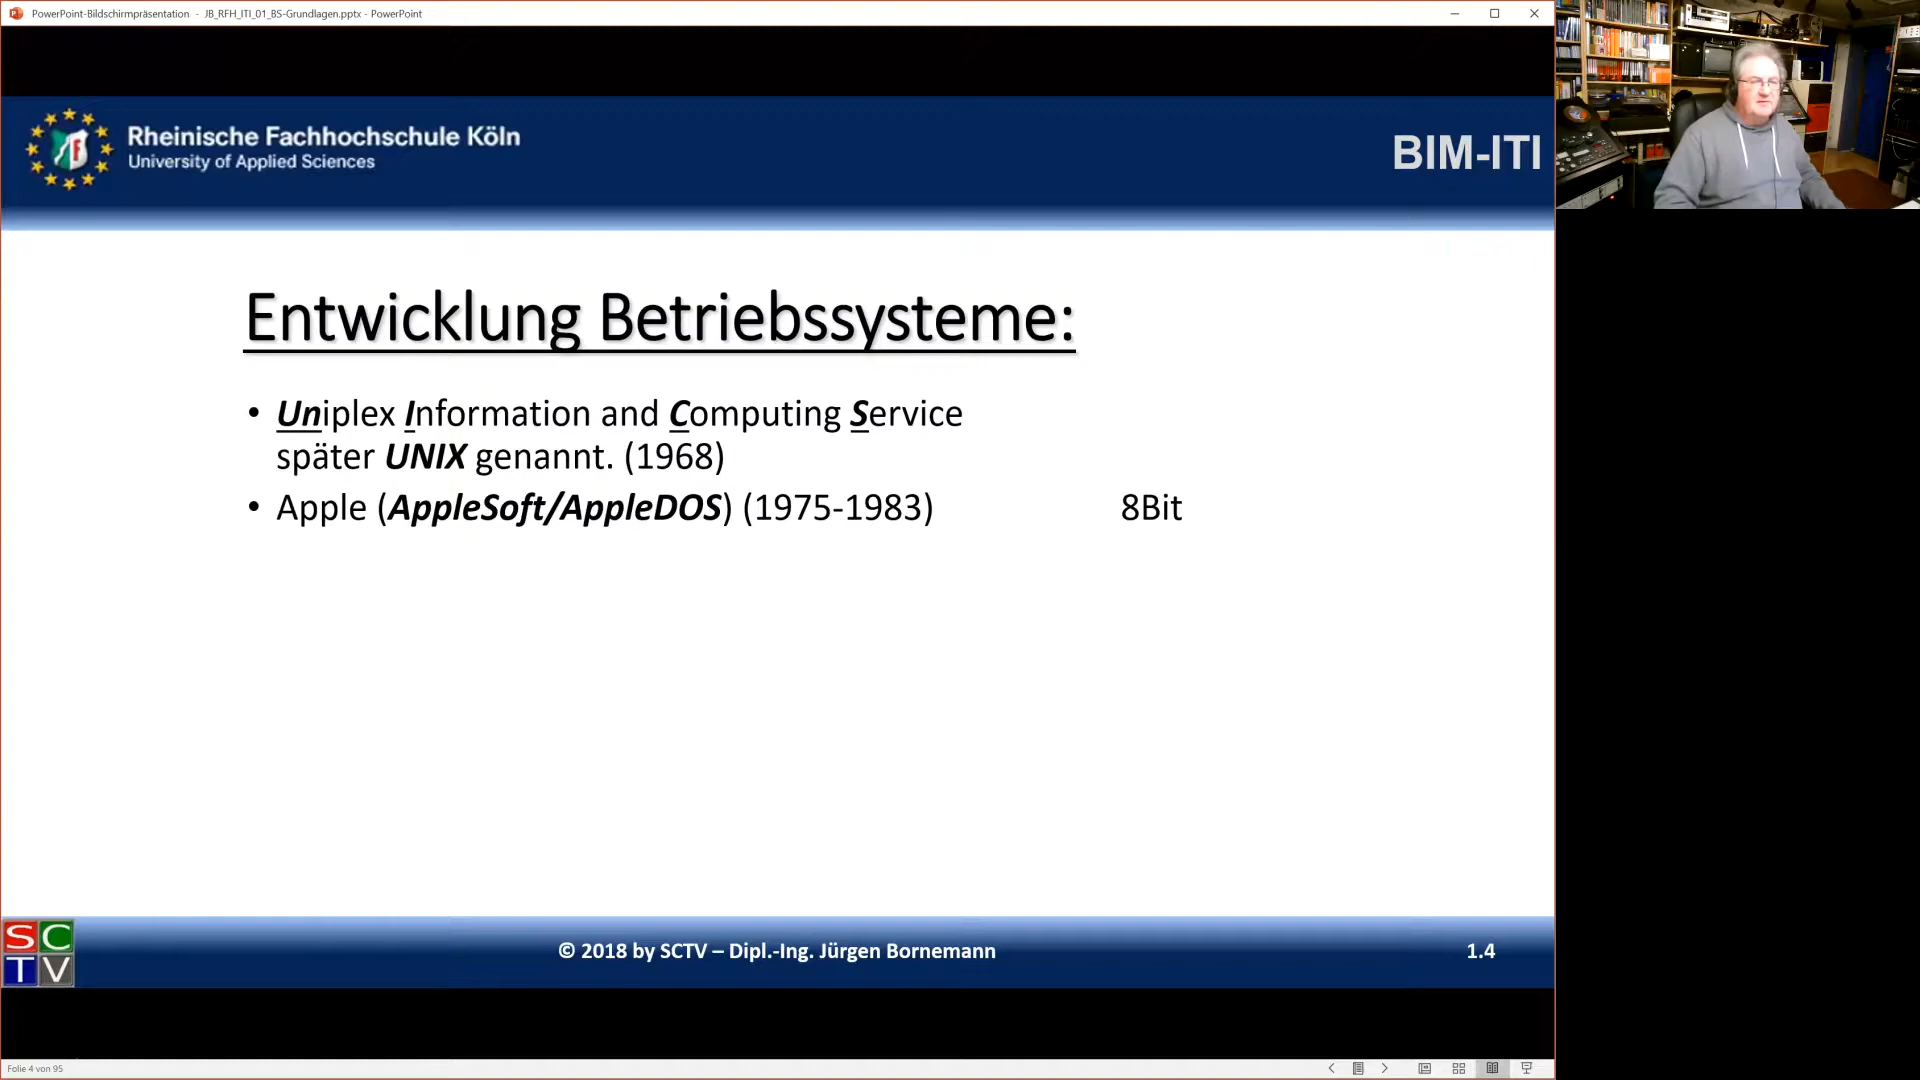 PowerPoint-Bildschirmpräsentation - JB_RFH_ITI_01_BS-Grundlagen.pptx - PowerPoint
Rheinische Fachhochschule Köln
University of Applied Sciences
BIM-ITI
Entwicklung Betriebssysteme:
• Uniplex Information and Computing Service
später UNIX genannt. (1968)
• Apple (AppleSoft/AppleDOS) (1975-1983) 8Bit
SC
TV
© 2018 by SCTV – Dipl.-Ing. Jürgen Bornemann
1.4
Folie 4 von 95